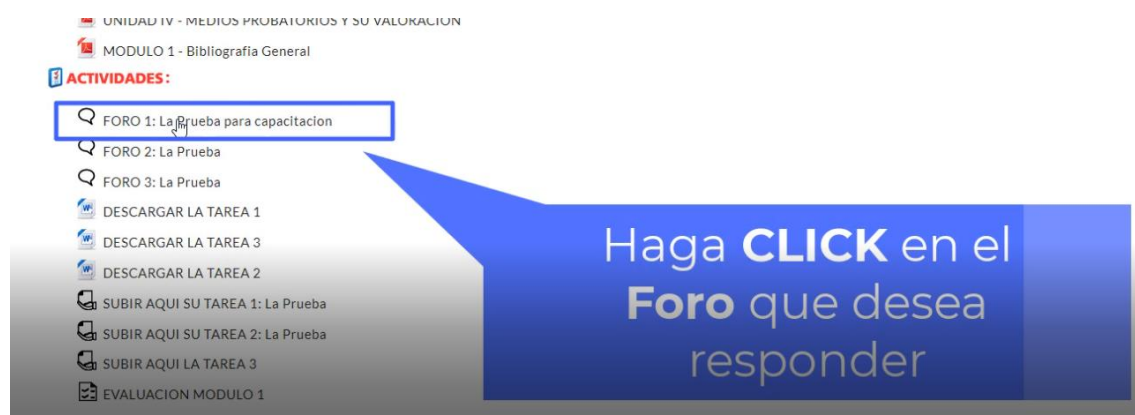 UNIDAD IV - MEDIOS PROBATORIOS Y SU VALORACION
MODULO 1 - Bibliografia General
ACTIVIDADES:
FORO 1: La Prueba para capacitacion
FORO 2: La Prueba
FORO 3: La Prueba
DESCARGAR LA TAREA 1
DESCARGAR LA TAREA 3
DESCARGAR LA TAREA 2
SUBIR AQUI SU TAREA 1: La Prueba
SUBIR AQUI SU TAREA 2: La Prueba
SUBIR AQUI LA TAREA 3
EVALUACION MODULO 1
Haga CLICK en el
Foro que desea
responder